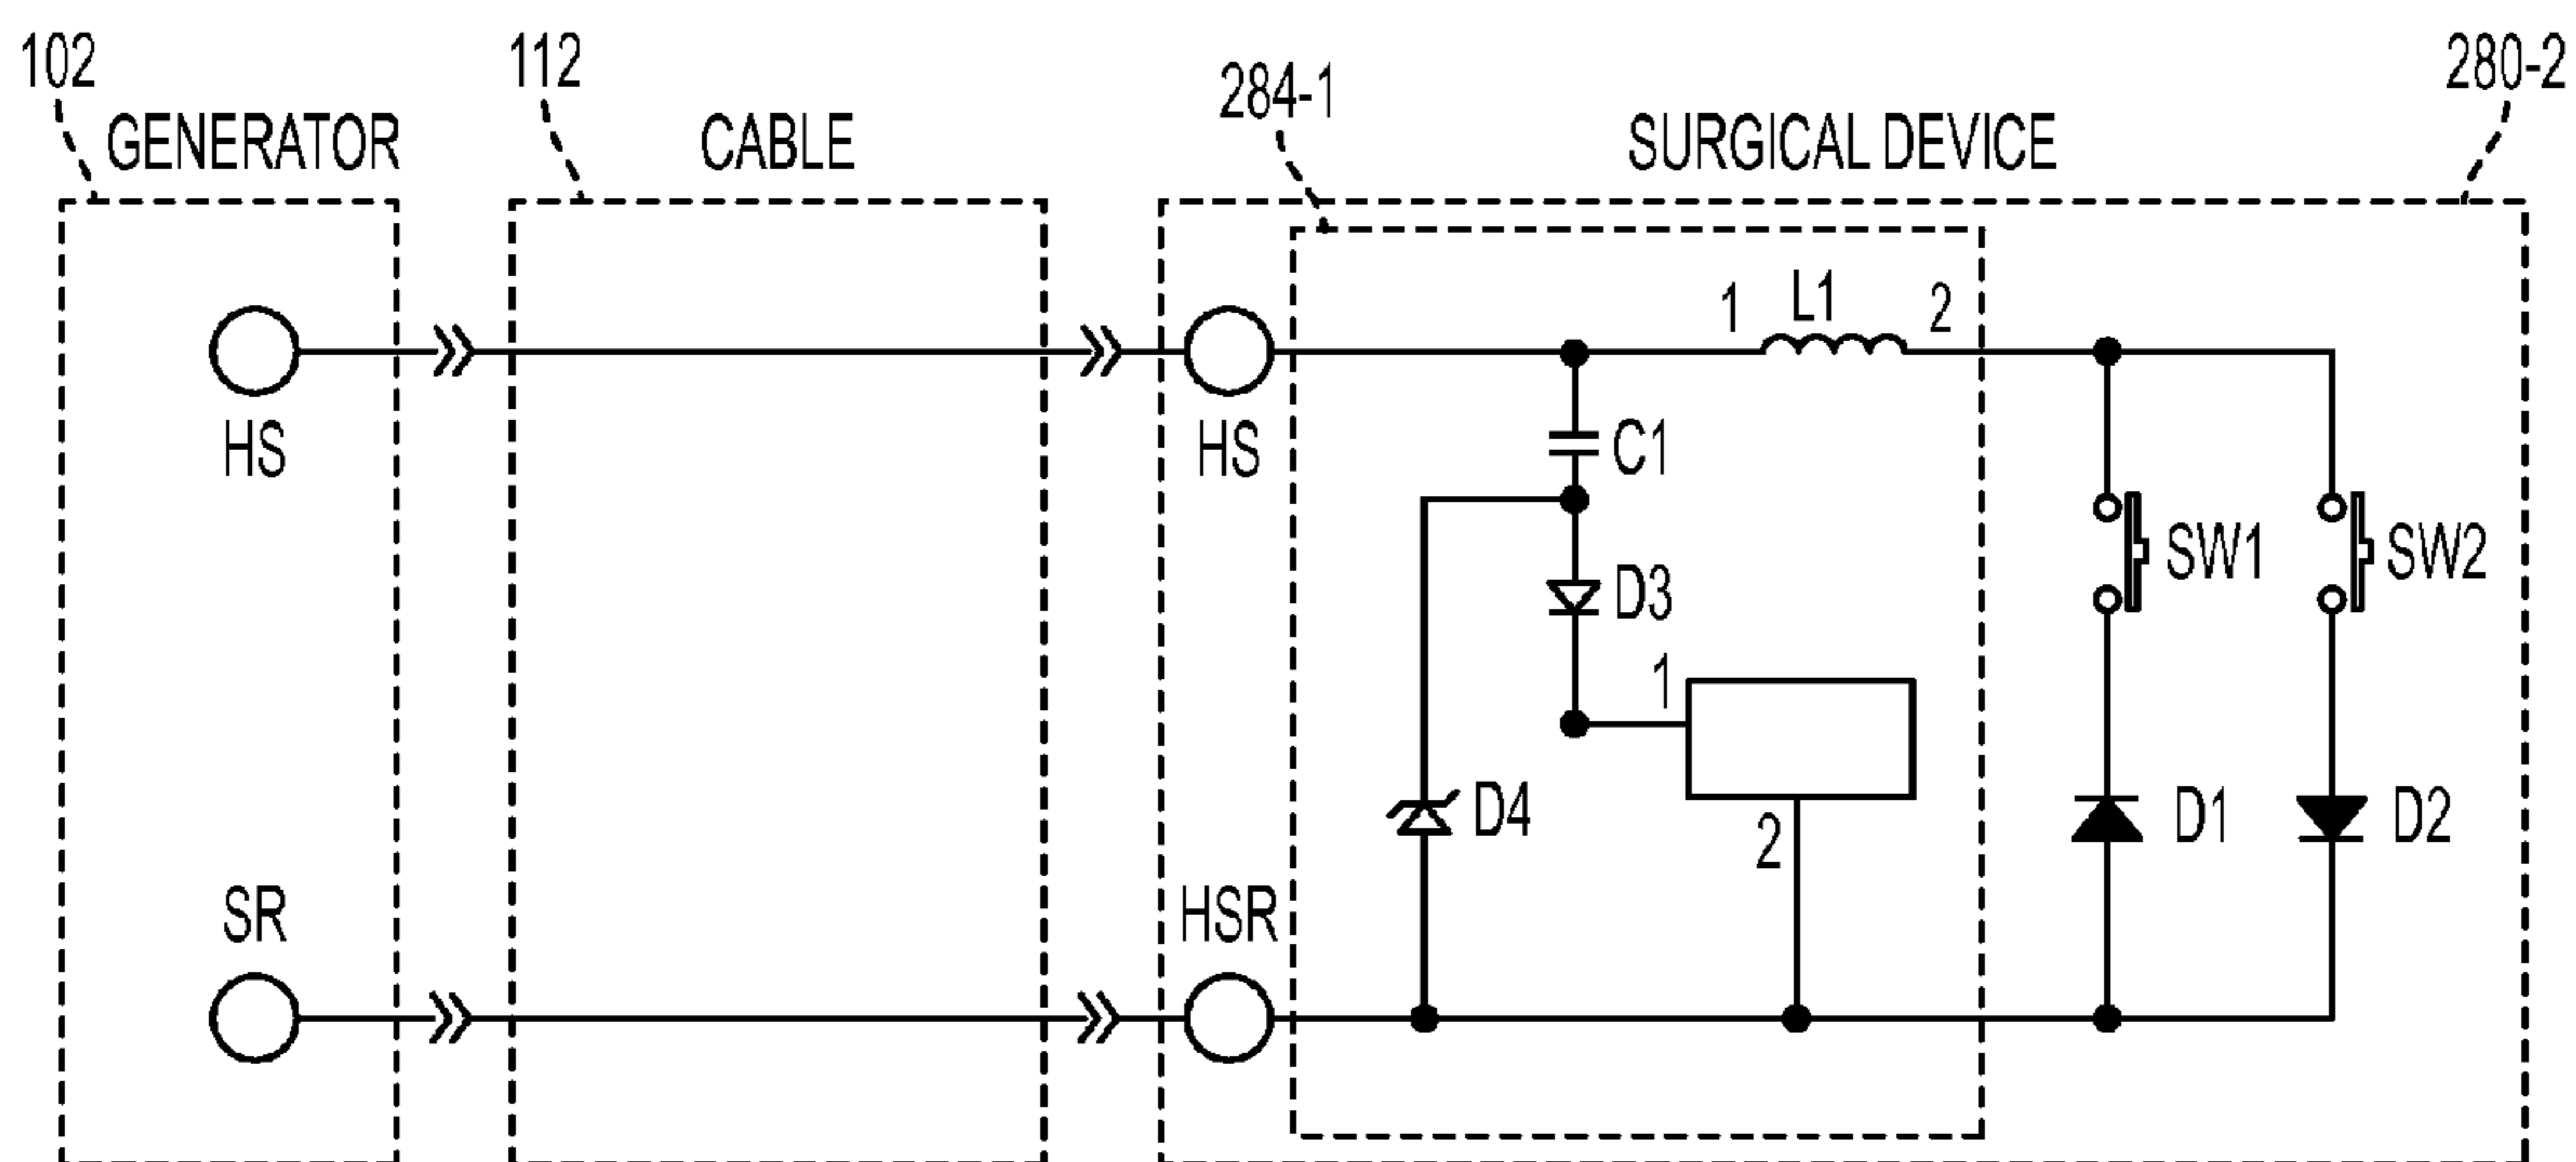 102
112
284-1
280-2
GENERATOR
CABLE
SURGICAL DEVICE
1
L1
2
HS
HS
C1
SW1
SW2
D3
1
D4
2
D1
D2
SR
HSR